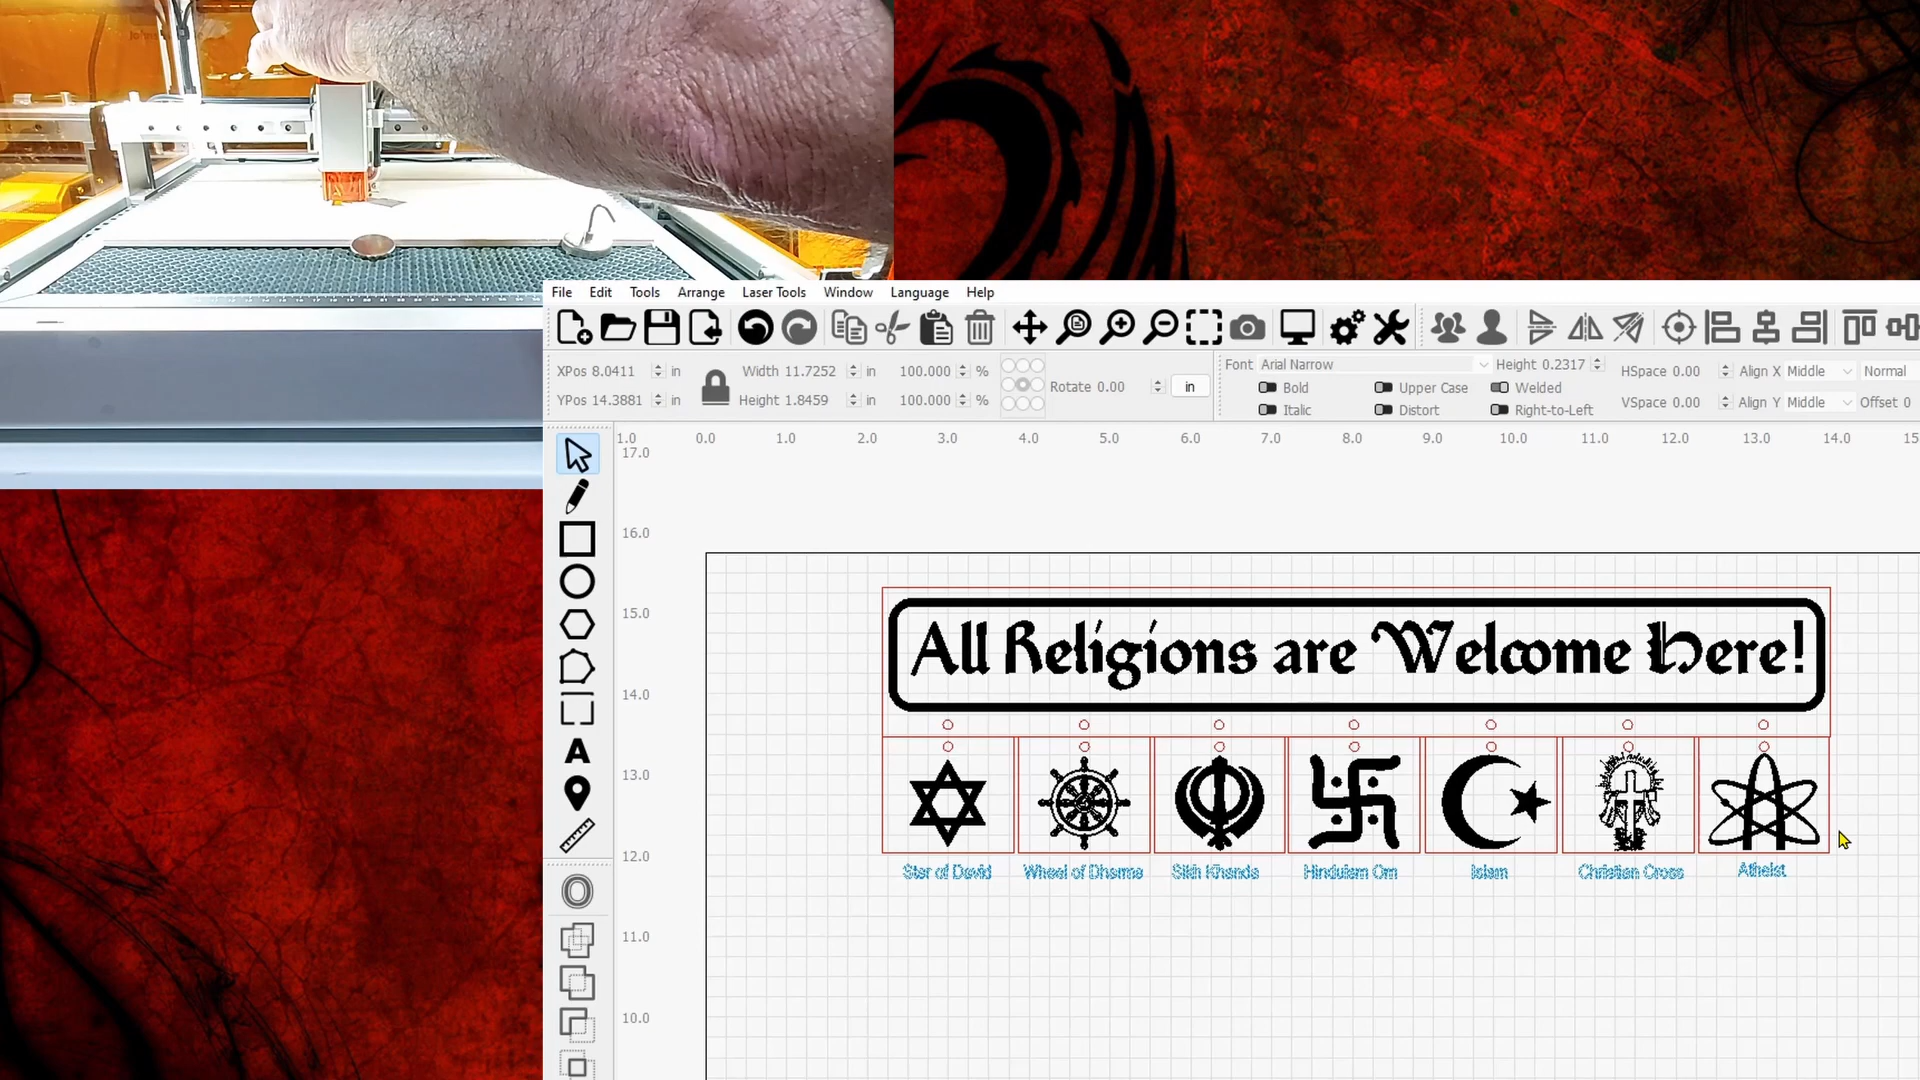 File Edit Tools Arrange Laser Tools Window Language Help
XPos 8.0411 in Width 11.7252 in 100.000 % Rotate 0.00 in
YPos 14.3881 in Height 1.8459 in 100.000 %
Font Arial Narrow Height 0.2317 HSpace 0.00 Align X Middle Normal
Bold Upper Case Welded VSpace 0.00 Align Y Middle Offset 0
Italic Distort Right-to-Left
1.0 0.0 1.0 2.0 3.0 4.0 5.0 6.0 7.0 8.0 9.0 10.0 11.0 12.0 13.0 14.0 15
17.0
16.0
15.0
14.0
13.0
12.0
11.0
10.0
A
All Religions are Welcome Here!
Star of David Wheel of Dharma Sikh Khanda Hinduism Om Islam Christian Cross Atheist